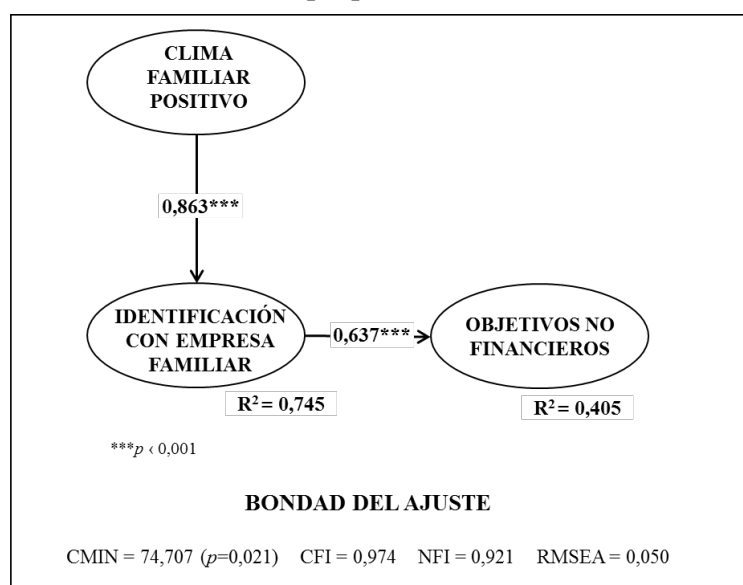 CLIMA
FAMILIAR
POSITIVO
0,863***
IDENTIFICACIÓN
CON EMPRESA
FAMILIAR
0,637***
OBJETIVOS NO
FINANCIEROS
R² = 0,745
R² = 0,405
***p ‹ 0,001
BONDAD DEL AJUSTE
CMIN = 74,707 (p=0,021) CFI = 0,974 NFI = 0,921 RMSEA = 0,050